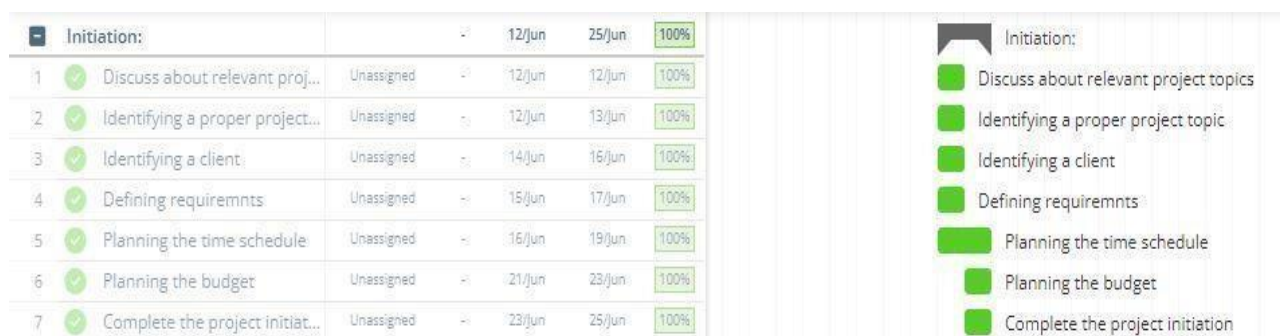 Initiation: - 12/Jun 25/Jun 100% Initiation:
1 Discuss about relevant proj... Unassigned - 12/Jun 12/Jun 100% Discuss about relevant project topics
2 Identifying a proper project... Unassigned - 12/Jun 13/Jun 100% Identifying a proper project topic
3 Identifying a client Unassigned - 14/Jun 16/Jun 100% Identifying a client
4 Defining requiremnts Unassigned - 15/Jun 17/Jun 100% Defining requiremnts
5 Planning the time schedule Unassigned - 16/Jun 19/Jun 100% Planning the time schedule
6 Planning the budget Unassigned - 21/Jun 23/Jun 100% Planning the budget
7 Complete the project initiat... Unassigned - 23/Jun 25/Jun 100% Complete the project initiation